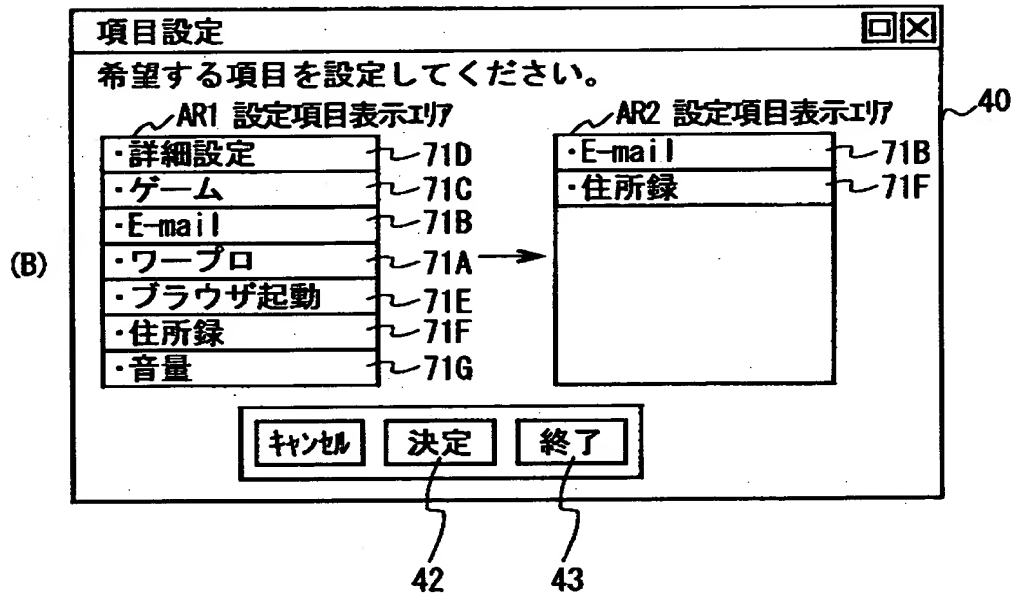 項目設定
希望する項目を設定してください。
40
AR1 設定項目表示エリア
AR2 設定項目表示エリア
・詳細設定 71D
・E-mail 71B
・ゲーム 71C
・住所録 71F
・E-mail 71B
(B)
・ワープロ 71A
・ブラウザ起動 71E
・住所録 71F
・音量 71G
キャンセル 決定 終了
42 43